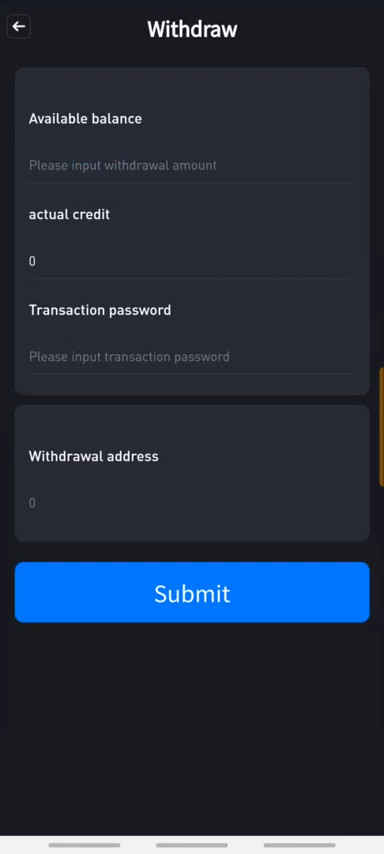 Withdraw
Available balance
Please input withdrawal amount
actual credit
0
Transaction password
Please input transaction password
Withdrawal address
0
Submit